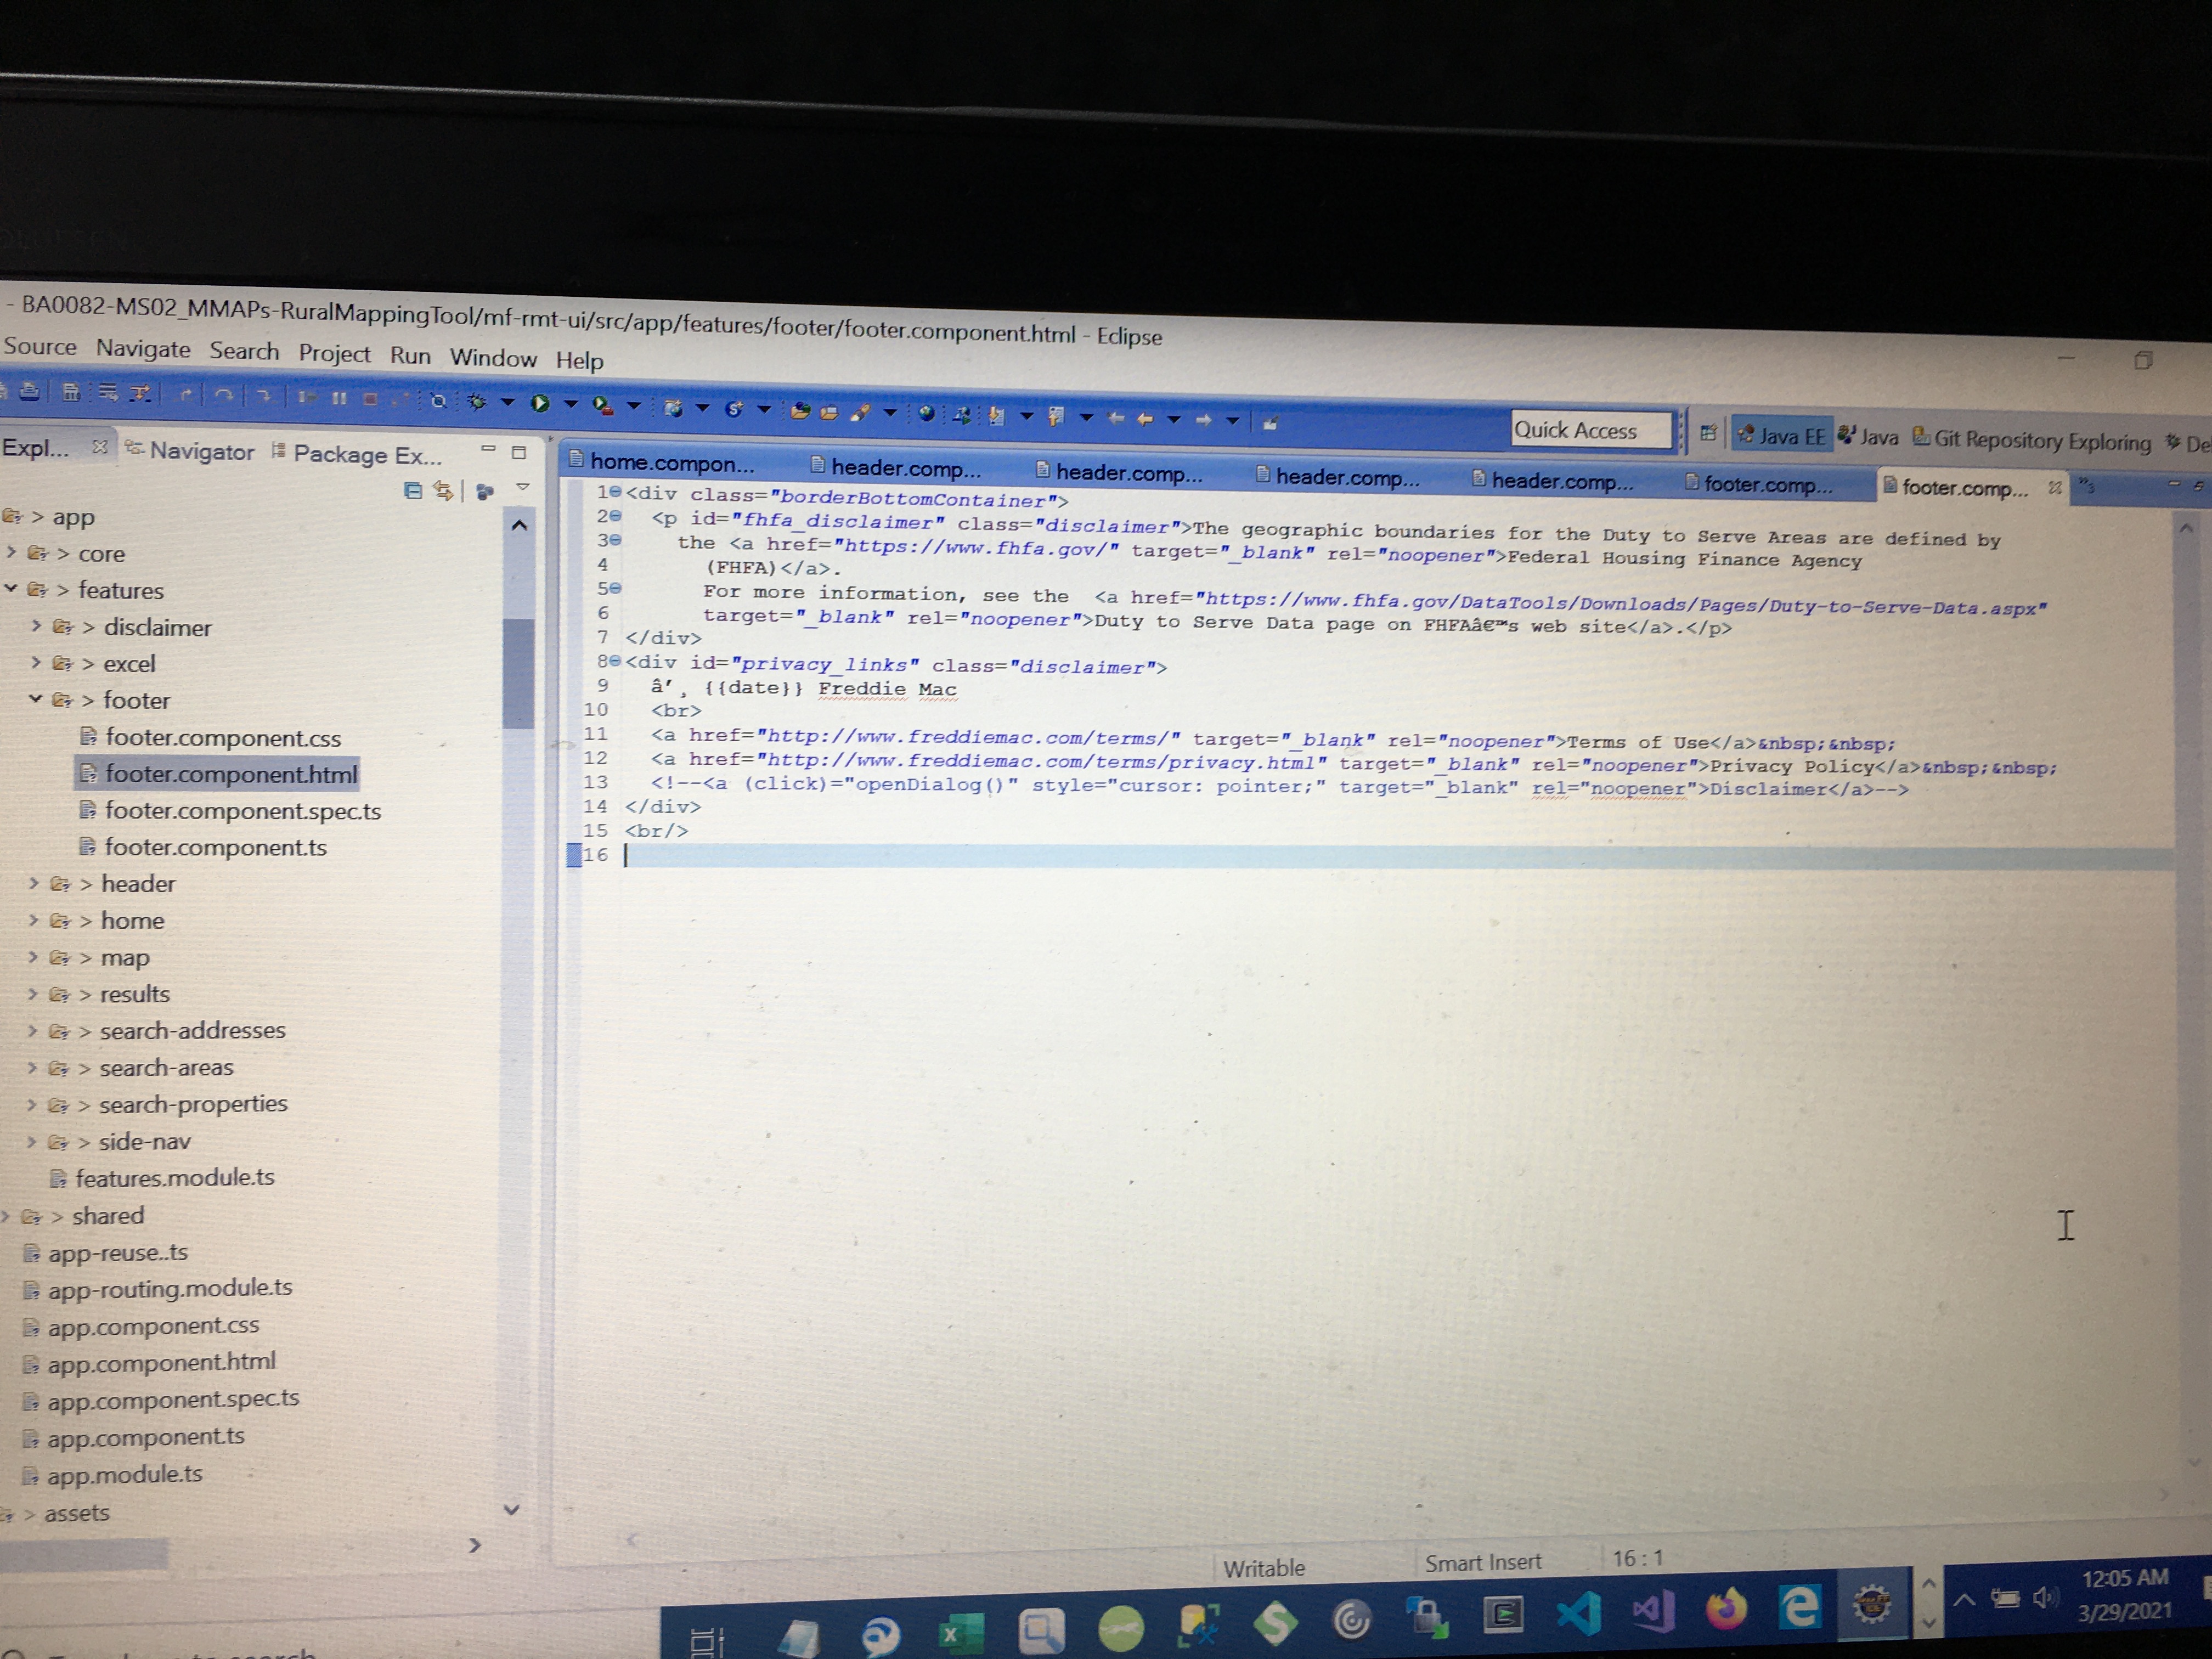 - BA0082-MS02_MMAPs-RuralMappingTool/mf-rmt-ui/src/app/features/footer/footer.component.html - Eclipse
Source Navigate Search Project Run Window Help
Quick Access
Java EE
Java
Git Repository Exploring
Expl...
Navigator
Package Ex...
home.compon...
header.comp...
header.comp...
header.comp...
header.comp...
footer.comp...
footer.comp...
> app
> core
> features
> disclaimer
> excel
> footer
footer.component.css
footer.component.html
footer.component.spec.ts
footer.component.ts
> header
> home
> map
> results
> search-addresses
> search-areas
> search-properties
> side-nav
features.module.ts
> shared
app-reuse..ts
app-routing.module.ts
app.component.css
app.component.html
app.component.spec.ts
app.component.ts
app.module.ts
> assets
1 <div class="borderBottomContainer">
2 <p id="fhfa_disclaimer" class="disclaimer">The geographic boundaries for the Duty to Serve Areas are defined by
3 the <a href="https://www.fhfa.gov/" target="_blank" rel="noopener">Federal Housing Finance Agency
4 (FHFA)</a>.
5 For more information, see the <a href="https://www.fhfa.gov/DataTools/Downloads/Pages/Duty-to-Serve-Data.aspx"
6 target="_blank" rel="noopener">Duty to Serve Data page on FHFAâ€™s web site</a>.</p>
7 </div>
8 <div id="privacy_links" class="disclaimer">
9 â’¸ {{date}} Freddie Mac
10 <br>
11 <a href="http://www.freddiemac.com/terms/" target="_blank" rel="noopener">Terms of Use</a>&nbsp;&nbsp;
12 <a href="http://www.freddiemac.com/terms/privacy.html" target="_blank" rel="noopener">Privacy Policy</a>&nbsp;&nbsp;
13 <!--<a (click)="openDialog()" style="cursor: pointer;" target="_blank" rel="noopener">Disclaimer</a>-->
14 </div>
15 <br/>
16
Writable
Smart Insert
16 : 1
12:05 AM
3/29/2021